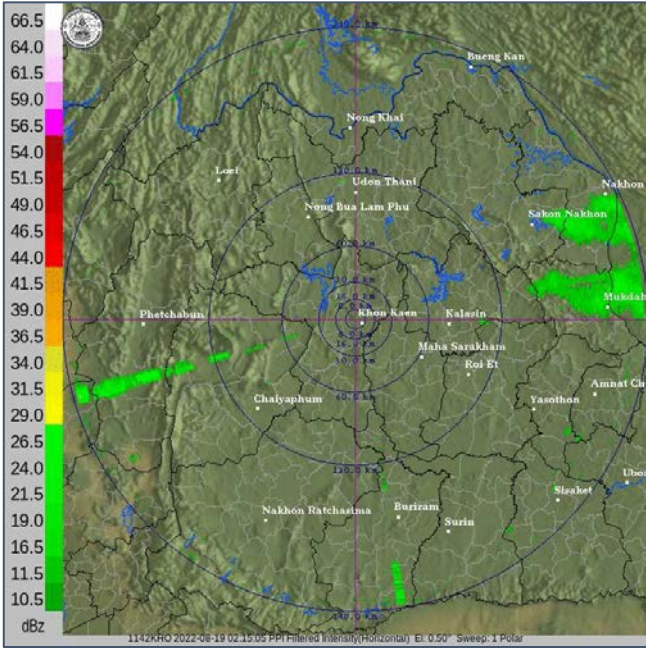 66.5
64.0
61.5
59.0
56.5
54.0
51.5
49.0
46.5
44.0
41.5
39.0
36.5
34.0
31.5
29.0
26.5
24.0
21.5
19.0
16.5
14.0
10.5
dBz
Bueng Kan
Nong Khai
Loei
Udon Thani
Nakhon
Nong Bua Lam Phu
Sakon Nakhon
Mukdah
Phetchabun
Khon Kaen
Kalasin
Maha Sarakham
Roi Et
Chaiyaphum
Yasothon
Amnat Ch
Ubon
Sisaket
Nakhon Ratchasima
Buriram
Surin
1142KHO 2022-08-19 02:15:05 PPI Filtered Intensity(Horizontal) El: 0.50° Sweep: 1 Polar